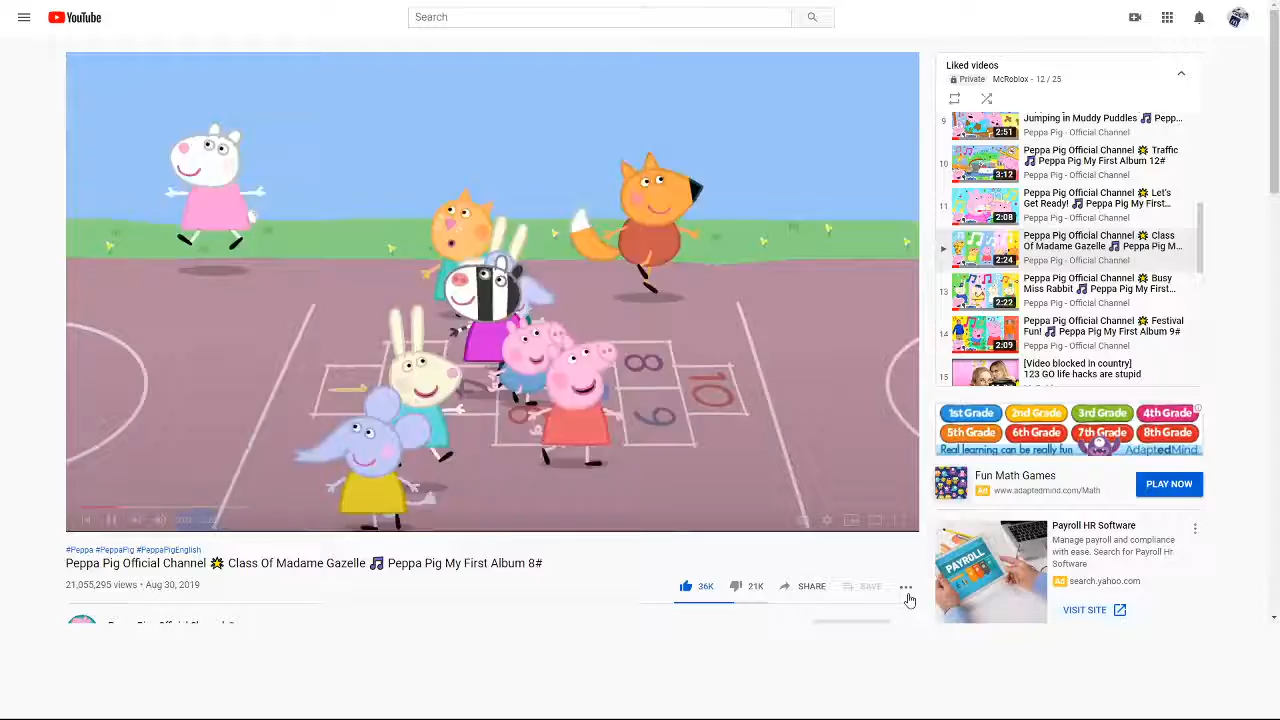 YouTube
Search
Liked videos
Private McRoblox - 12 / 25
9
Jumping in Muddy Puddles 🎵 Pepp...
Peppa Pig - Official Channel
2:51
10
Peppa Pig Official Channel 💥 Traffic
🎵 Peppa Pig My First Album 12#
Peppa Pig - Official Channel
3:12
11
Peppa Pig Official Channel 💥 Let's
Get Ready! 🎵 Peppa Pig My First...
Peppa Pig - Official Channel
2:08
Peppa Pig Official Channel 💥 Class
Of Madame Gazelle 🎵 Peppa Pig M...
Peppa Pig - Official Channel
2:24
13
Peppa Pig Official Channel 💥 Busy
Miss Rabbit 🎵 Peppa Pig My First...
Peppa Pig - Official Channel
2:22
14
Peppa Pig Official Channel 💥 Festival
Fun! 🎵 Peppa Pig My First Album 9#
Peppa Pig - Official Channel
2:09
15
[Video blocked in country]
123 GO life hacks are stupid
1
8
9
10
#Peppa #PeppaPig #PeppaPigEnglish
Peppa Pig Official Channel 💥 Class Of Madame Gazelle 🎵 Peppa Pig My First Album 8#
21,055,295 views • Aug 30, 2019
36K 21K SHARE SAVE
1st Grade 2nd Grade 3rd Grade 4th Grade
5th Grade 6th Grade 7th Grade 8th Grade
Real learning can be really fun AdaptedMind
Fun Math Games
Ad www.adaptedmind.com/Math
PLAY NOW
PAYROLL
Payroll HR Software
Manage payroll and compliance
with ease. Search for Payroll Hr
Software
Ad search.yahoo.com
VISIT SITE